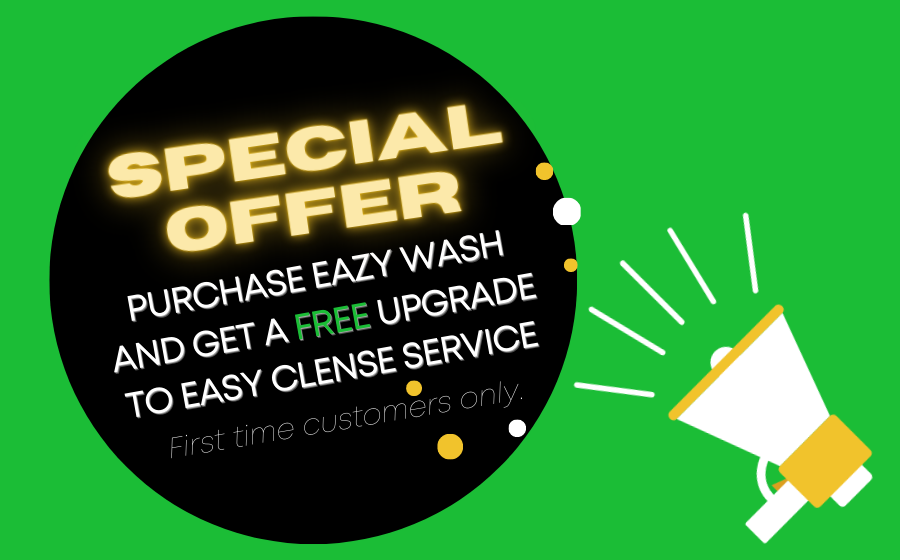 SPECIAL
OFFER
PURCHASE EAZY WASH
AND GET A FREE UPGRADE
TO EASY CLENSE SERVICE
First time customers only.